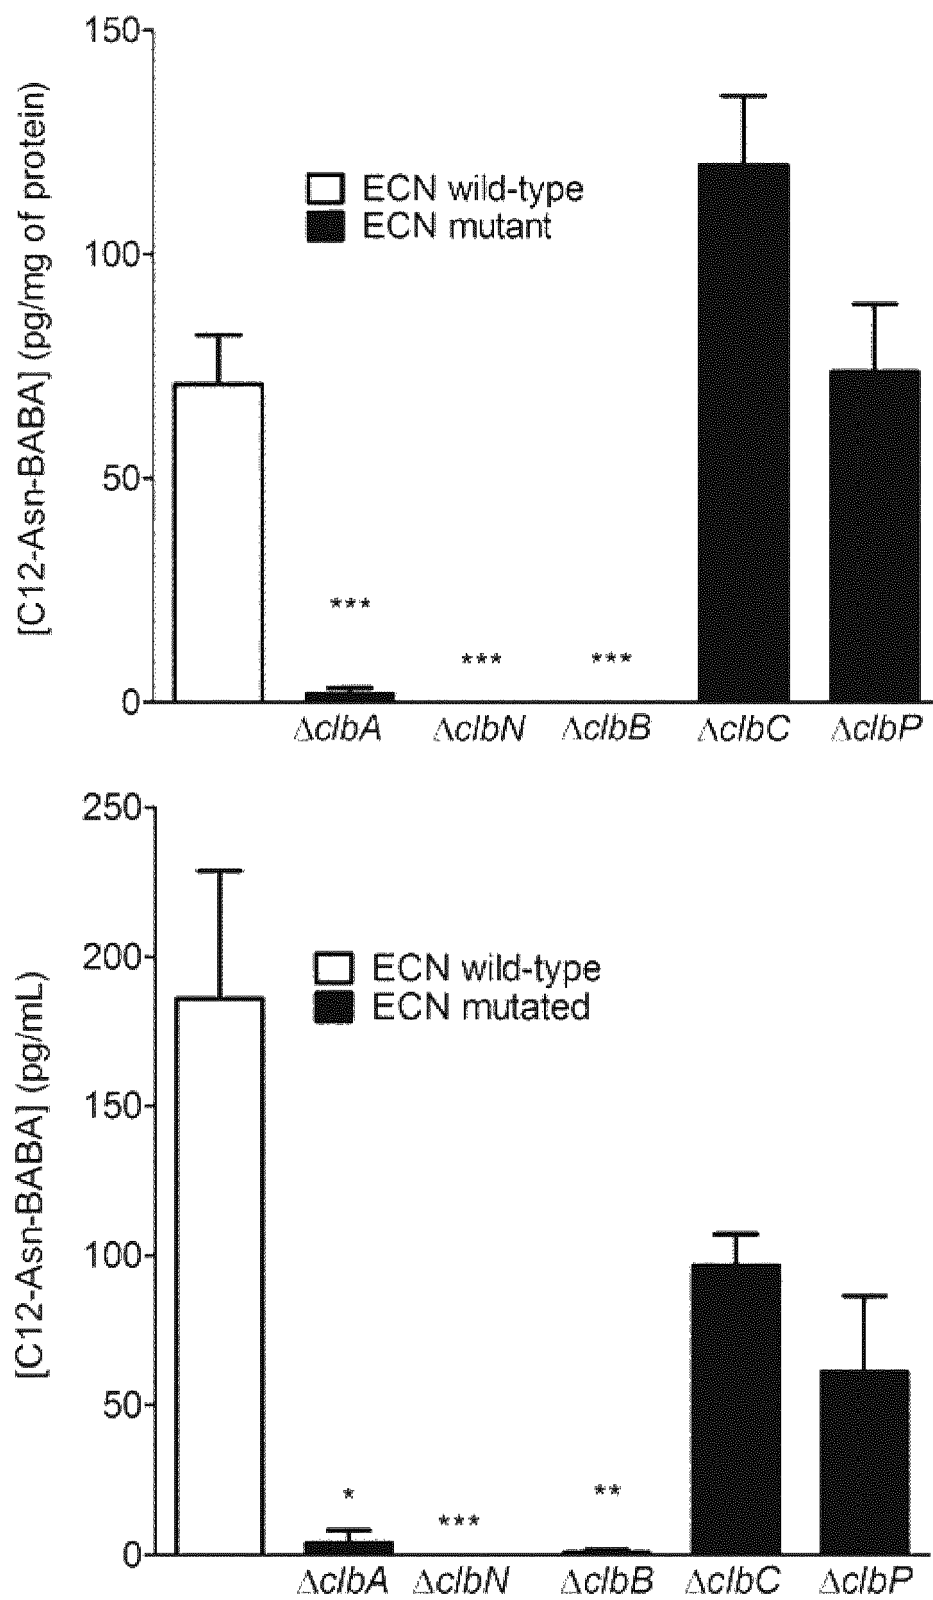 150
100
50
0
[C12-Asn-BABA] (pg/mg of protein)
ECN wild-type
ECN mutant
***
***
***
ΔclbA
ΔclbN
ΔclbB
ΔclbC
ΔclbP
250
200
150
100
50
0
[C12-Asn-BABA] (pg/mL)
ECN wild-type
ECN mutated
*
***
**
ΔclbA
ΔclbN
ΔclbB
ΔclbC
ΔclbP